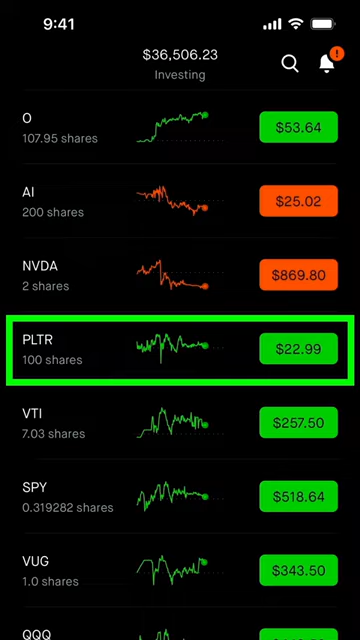 9:41
$36,506.23
Investing
!
O
107.95 shares
$53.64
AI
200 shares
$25.02
NVDA
2 shares
$869.80
PLTR
100 shares
$22.99
VTI
7.03 shares
$257.50
SPY
0.319282 shares
$518.64
VUG
1.0 shares
$343.50
QQQ